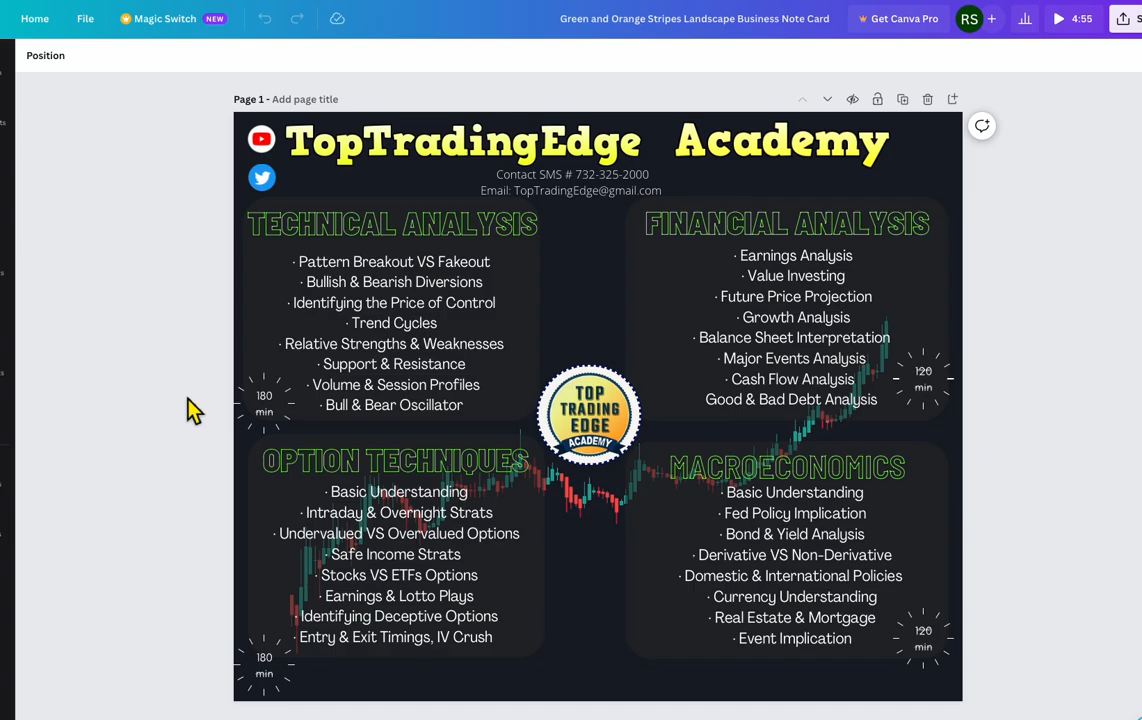 Home File Magic Switch NEW Green and Orange Stripes Landscape Business Note Card Get Canva Pro RS + 4:55
Position
Page 1 - Add page title
TopTradingEdge Academy
Contact SMS # 732-325-2000
Email: TopTradingEdge@gmail.com
TECHNICAL ANALYSIS
· Pattern Breakout VS Fakeout
· Bullish & Bearish Diversions
· Identifying the Price of Control
· Trend Cycles
· Relative Strengths & Weaknesses
· Support & Resistance
· Volume & Session Profiles
· Bull & Bear Oscillator
180
min
FINANCIAL ANALYSIS
· Earnings Analysis
· Value Investing
· Future Price Projection
· Growth Analysis
· Balance Sheet Interpretation
· Major Events Analysis
· Cash Flow Analysis
Good & Bad Debt Analysis
120
min
TOP
TRADING
EDGE
ACADEMY
OPTION TECHNIQUES
· Basic Understanding
· Intraday & Overnight Strats
· Undervalued VS Overvalued Options
· Safe Income Strats
· Stocks VS ETFs Options
· Earnings & Lotto Plays
· Identifying Deceptive Options
· Entry & Exit Timings, IV Crush
180
min
MACROECONOMICS
· Basic Understanding
· Fed Policy Implication
· Bond & Yield Analysis
· Derivative VS Non-Derivative
· Domestic & International Policies
· Currency Understanding
· Real Estate & Mortgage
· Event Implication
120
min